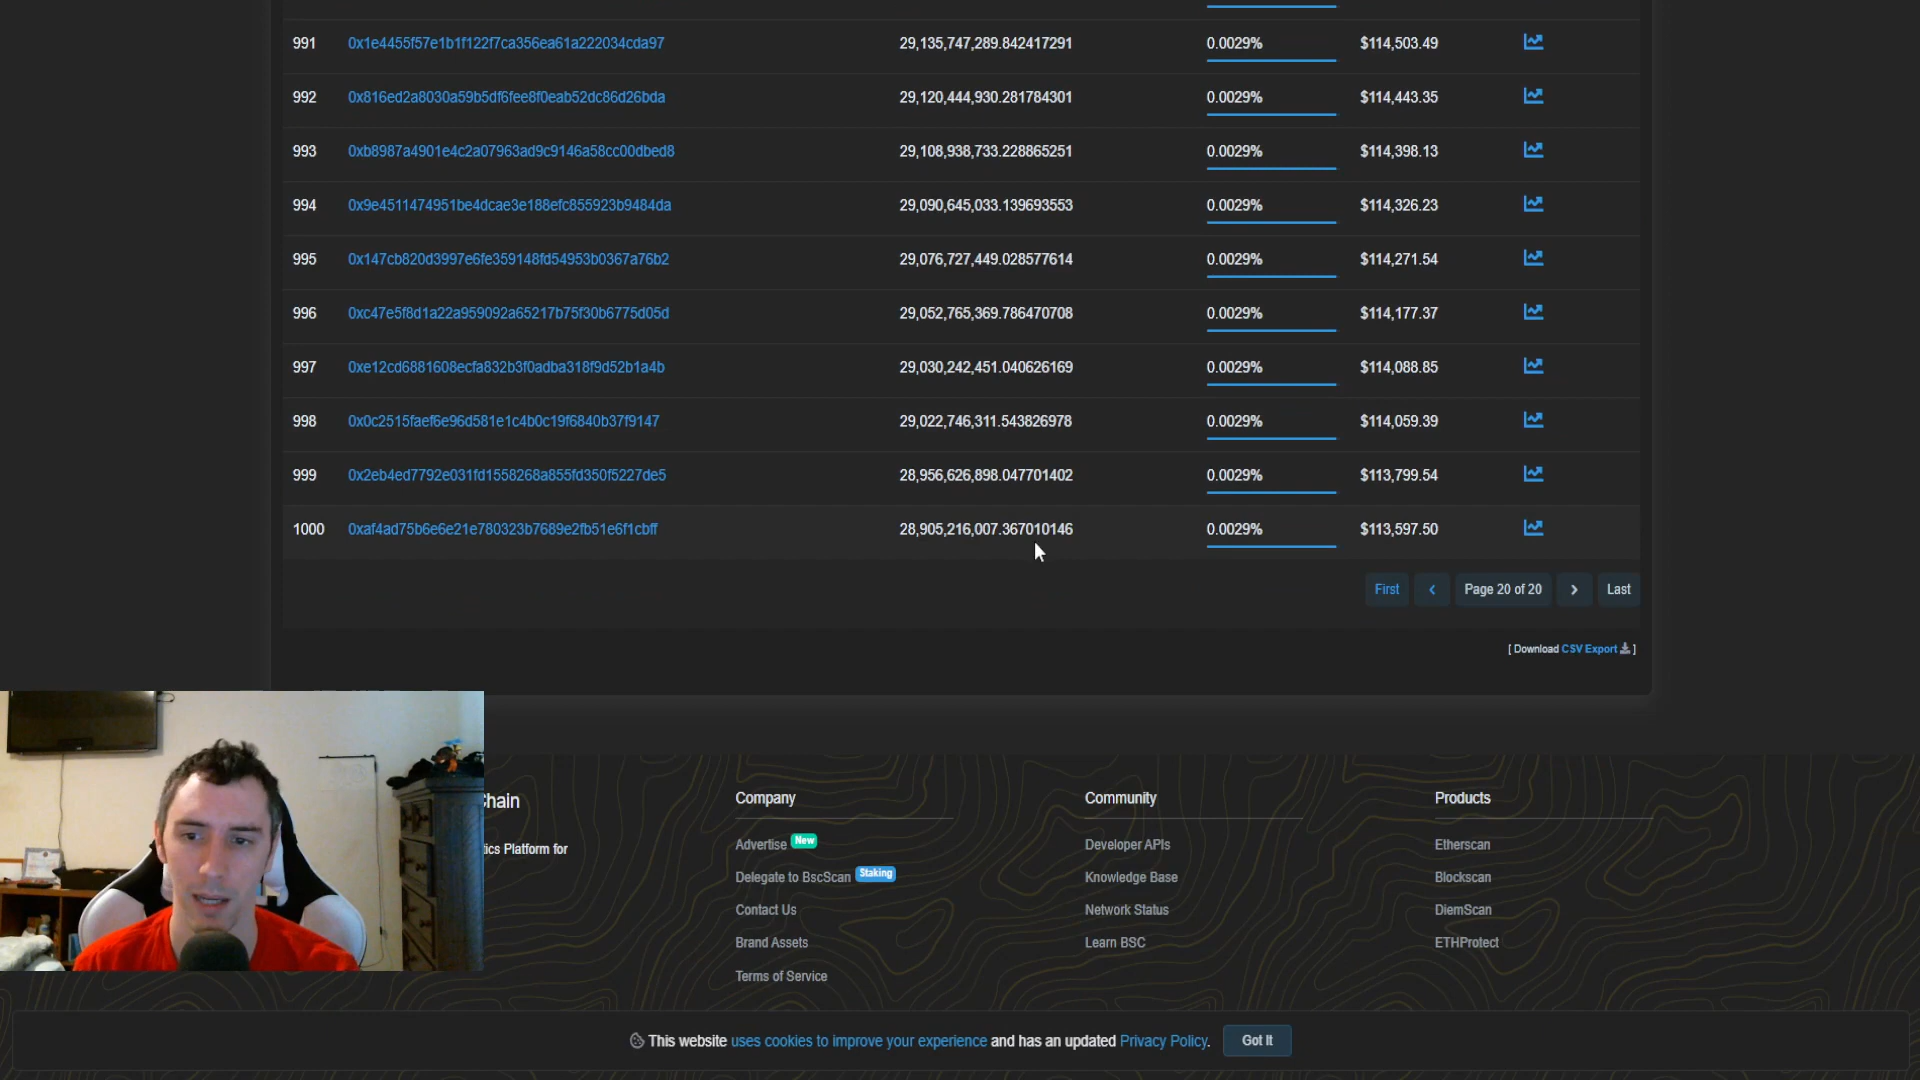 991 0x1e4455f57e1b1f122f7ca356ea61a222034cda97 29,135,747,289.842417291 0.0029% $114,503.49
992 0x816ed2a8030a59b5df6fee8f0eab52dc86d26bda 29,120,444,930.281784301 0.0029% $114,443.35
993 0xb8987a4901e4c2a07963ad9c9146a58cc00dbed8 29,108,938,733.228865251 0.0029% $114,398.13
994 0x9e4511474951be4dcae3e188efc855923b9484da 29,090,645,033.139693553 0.0029% $114,326.23
995 0x147cb820d3997e6fe359148fd54953b0367a76b2 29,076,727,449.028577614 0.0029% $114,271.54
996 0xc47e5f8d1a22a959092a65217b75f30b6775d05d 29,052,765,369.786470708 0.0029% $114,177.37
997 0xe12cd6881608ecfa832b3f0adba318f9d52b1a4b 29,030,242,451.040626169 0.0029% $114,088.85
998 0x0c2515faef6e96d581e1c4b0c19f6840b37f9147 29,022,746,311.543826978 0.0029% $114,059.39
999 0x2eb4ed7792e031fd1558268a855fd350f5227de5 28,956,626,898.047701402 0.0029% $113,799.54
1000 0xaf4ad75b6e6e21e780323b7689e2fb51e6f1cbff 28,905,216,007.367010146 0.0029% $113,597.50
First Page 20 of 20 Last
[ Download CSV Export ]
Chain
tics Platform for
Company
Advertise New
Delegate to BscScan Staking
Contact Us
Brand Assets
Terms of Service
Community
Developer APIs
Knowledge Base
Network Status
Learn BSC
Products
Etherscan
Blockscan
DiemScan
ETHProtect
This website uses cookies to improve your experience and has an updated Privacy Policy. Got It